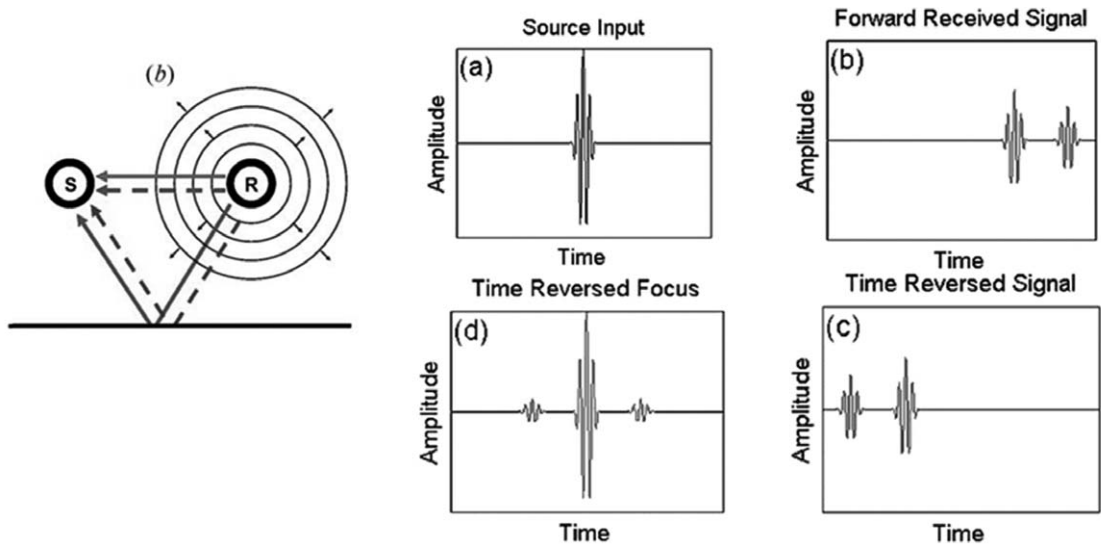 (b)
S
R
Source Input
(a)
Amplitude
Time
Forward Received Signal
(b)
Amplitude
Time
Time Reversed Focus
(d)
Amplitude
Time
Time Reversed Signal
(c)
Amplitude
Time